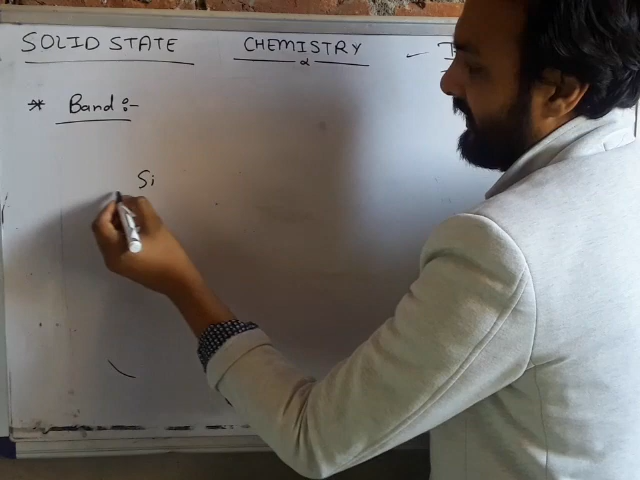 SOLID STATE CHEMISTRY
* Band :-
Si